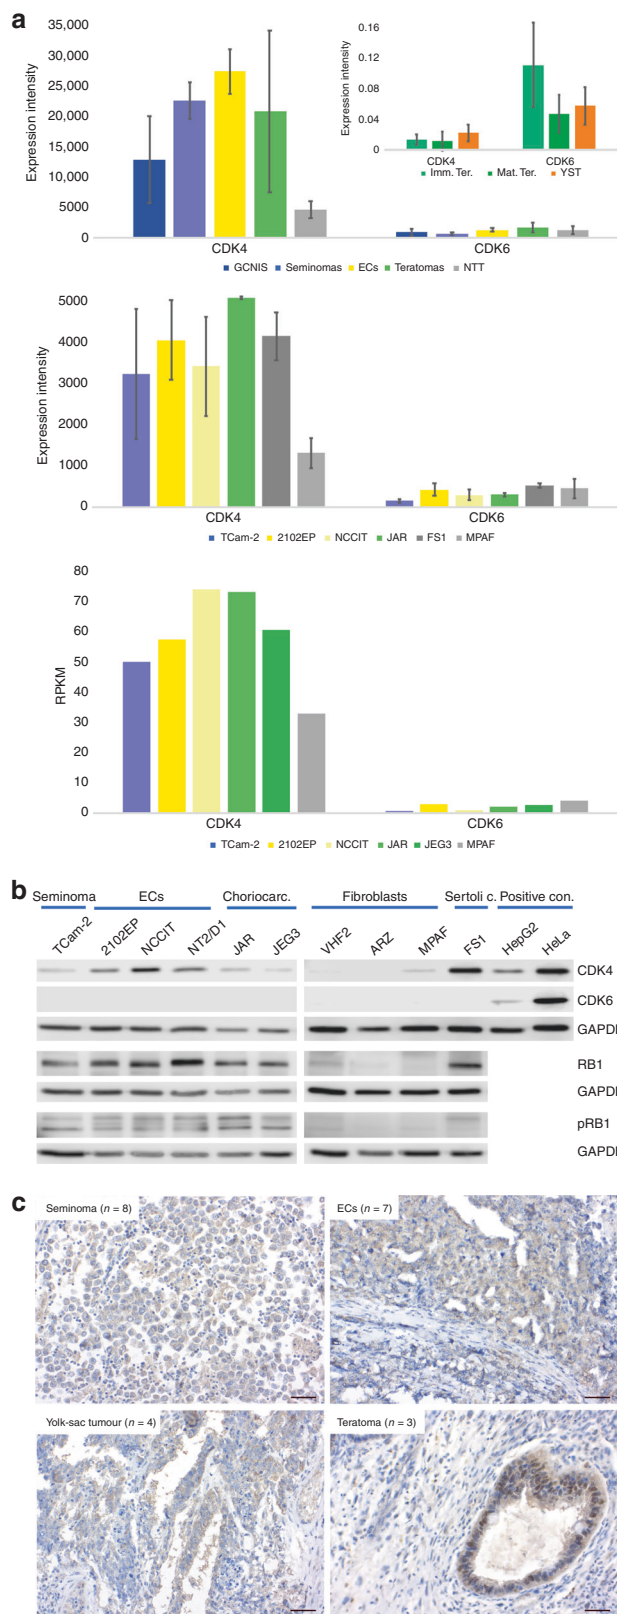 a
35,000
30,000
25,000
20,000
15,000
10,000
5000
0
Expression intensity
CDK4
CDK6
0.16
0.12
0.08
0.04
0
Expression intensity
CDK4
CDK6
Imm. Ter.
Mat. Ter.
YST
GCNIS
Seminomas
ECs
Teratomas
NTT
5000
4000
3000
2000
1000
0
Expression intensity
CDK4
CDK6
TCam-2
2102EP
NCCIT
JAR
FS1
MPAF
80
70
60
50
40
30
20
10
0
RPKM
CDK4
CDK6
TCam-2
2102EP
NCCIT
JAR
JEG3
MPAF
b
Seminoma
ECs
Choriocarc.
Fibroblasts
Sertoli c.
Positive con.
TCam-2
2102EP
NCCIT
NT2/D1
JAR
JEG3
VHF2
ARZ
MPAF
FS1
HepG2
HeLa
CDK4
CDK6
GAPD
RB1
GAPD
pRB1
GAPD
c
Seminoma (n = 8)
ECs (n = 7)
Yolk-sac tumour (n = 4)
Teratoma (n = 3)